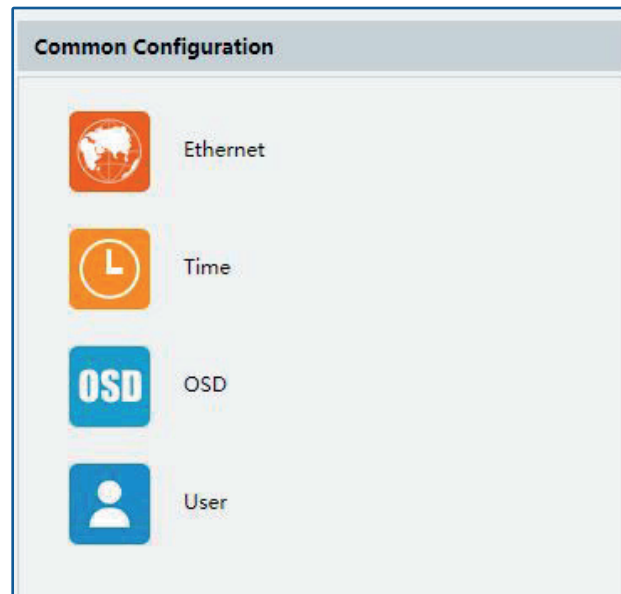 Common Configuration
Ethernet
Time
OSD OSD
User